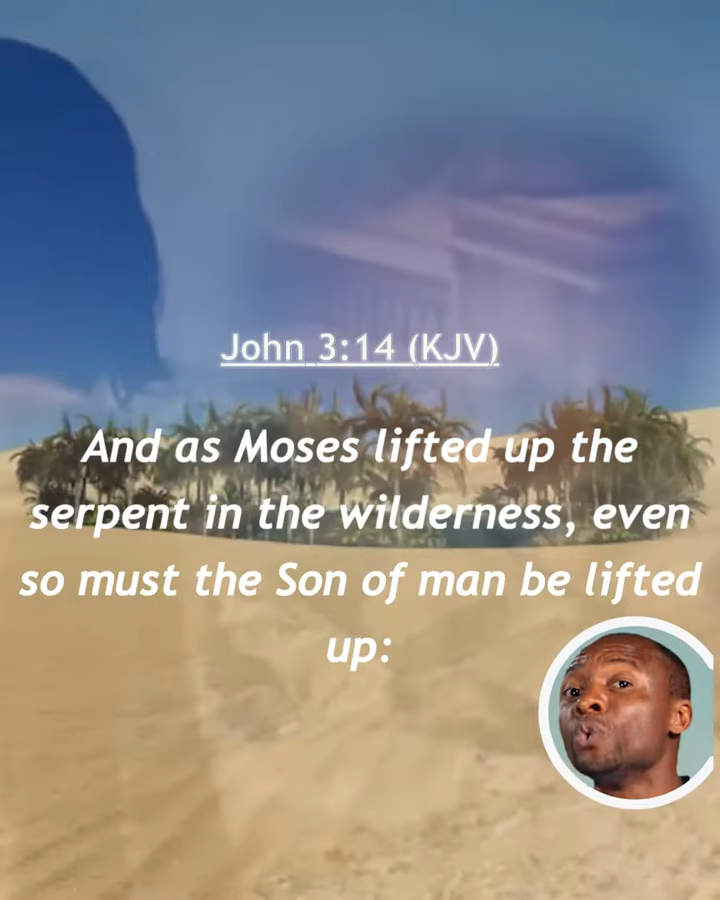 John 3:14 (KJV)
And as Moses lifted up the
serpent in the wilderness, even
so must the Son of man be lifted
up: